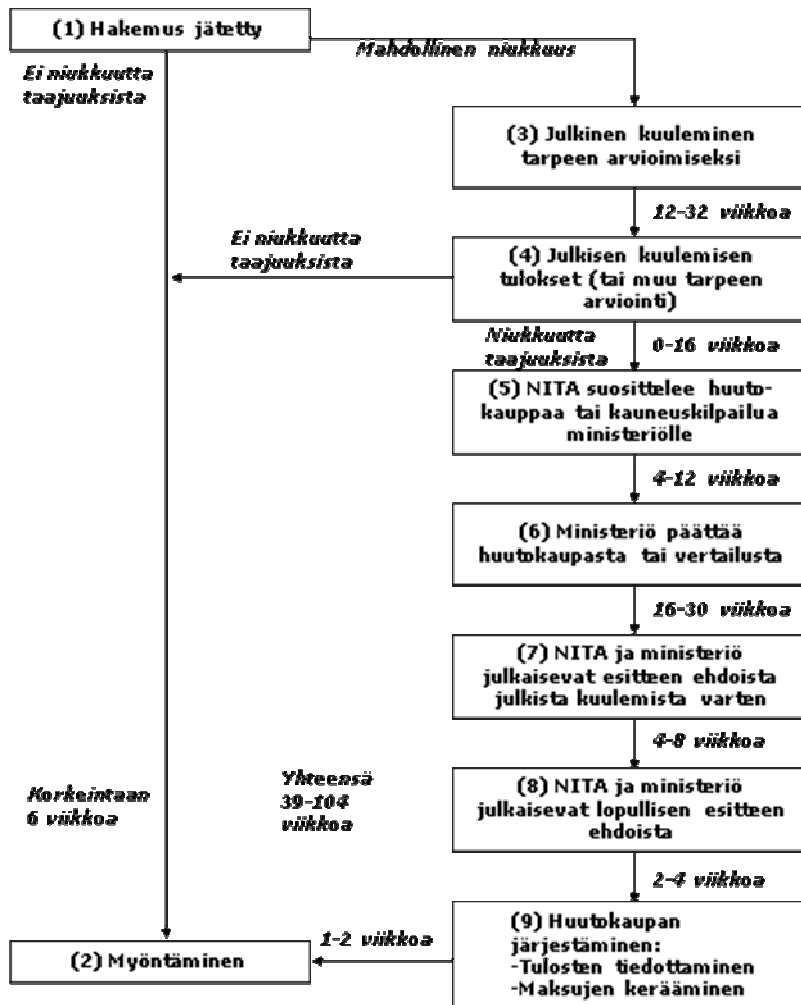 (1) Hakemus jätetty
Mahdollinen niukkuus
Ei niukkuutta
taajuuksista
(3) Julkinen kuuleminen
tarpeen arvioimiseksi
12-32 viikkoa
Ei niukkuutta
taajuuksista
(4) Julkisen kuulemisen
tulokset (tai muu tarpeen
arviointi)
Niukkuutta
taajuuksista
0-16 viikkoa
(5) NITA suosittelee huuto-
kauppaa tai kauneuskilpailua
ministeriölle
4-12 viikkoa
(6) Ministeriö päättää
huutokaupasta tai vertailusta
16-30 viikkoa
(7) NITA ja ministeriö
julkaisevat esitteen ehdoista
julkista kuulemista varten
4-8 viikkoa
Korkeintaan
6 viikkoa
Yhteensä
39-104
viikkoa
(8) NITA ja ministeriö
julkaisevat lopullisen esitteen
ehdoista
2-4 viikkoa
(9) Huutokaupan
järjestäminen:
-Tulosten tiedottaminen
-Maksujen kerääminen
1-2 viikkoa
(2) Myöntäminen